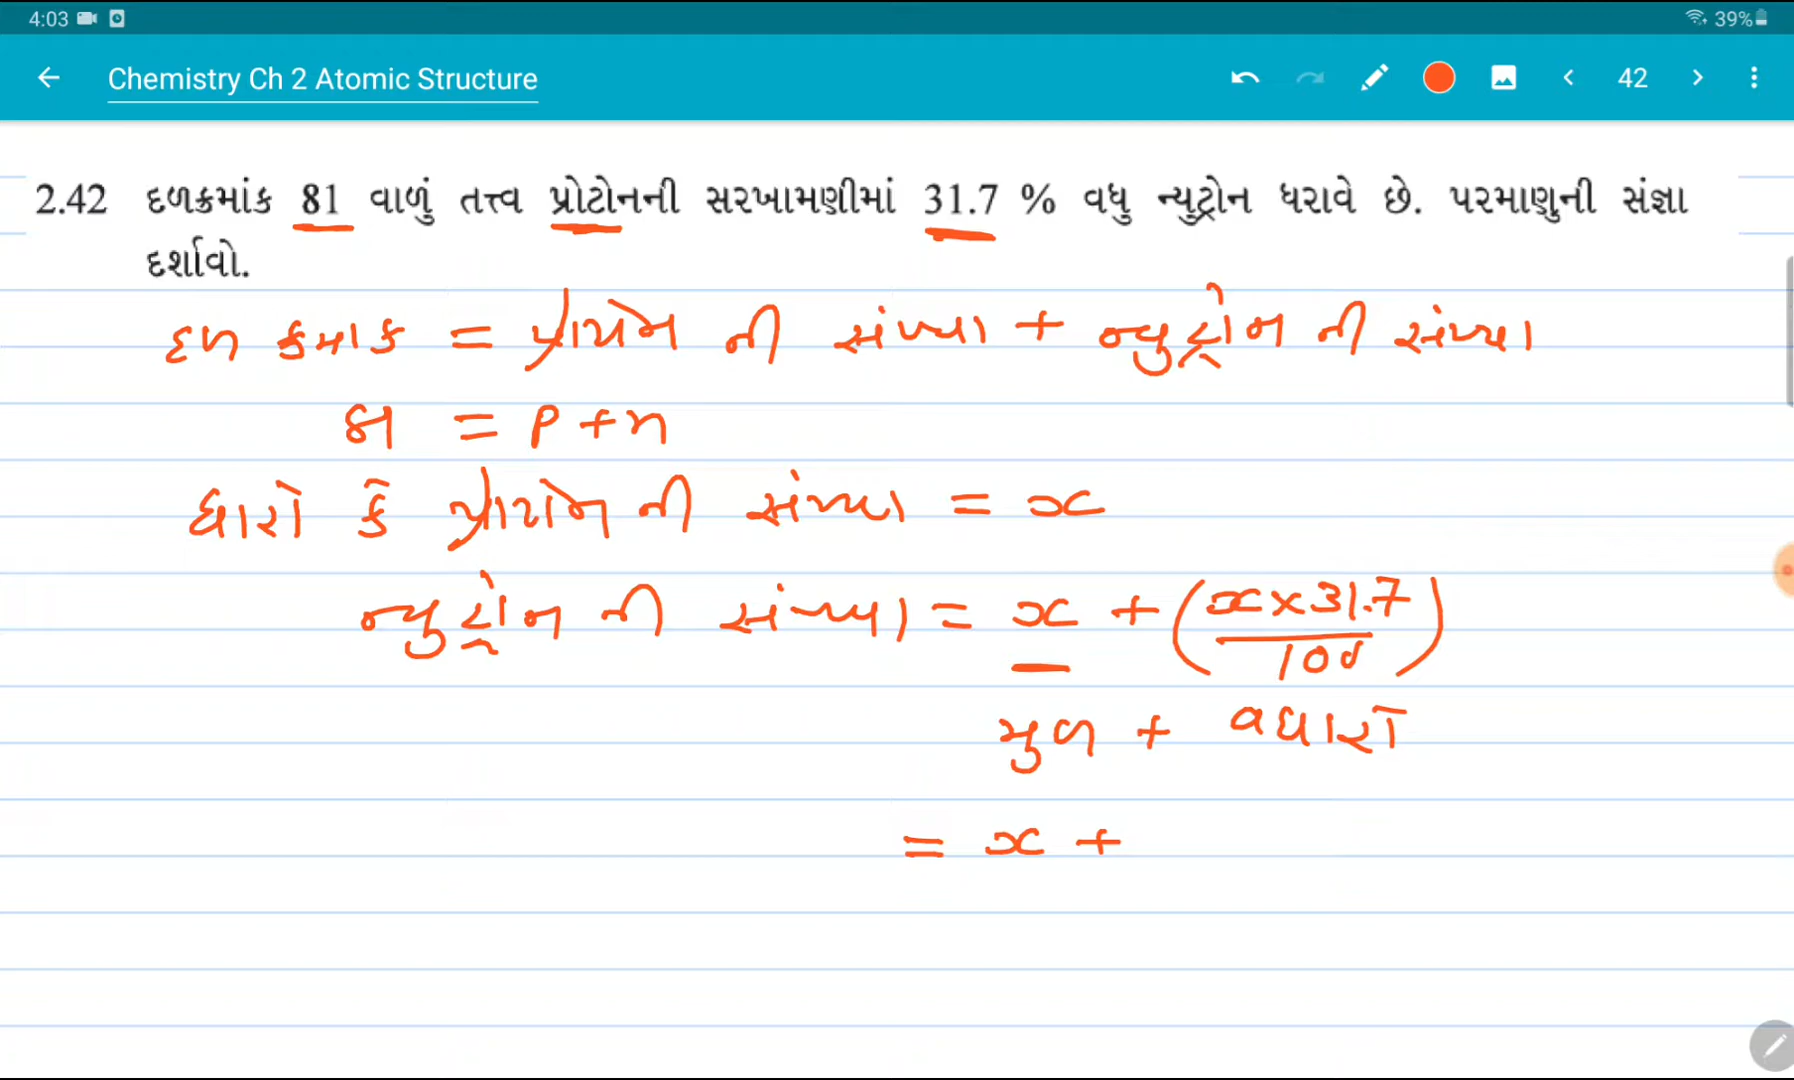 4:03 39%
Chemistry Ch 2 Atomic Structure 42
2.42 દળક્રમાંક 81 વાળું તત્ત્વ પ્રોટોનની સરખામણીમાં 31.7 % વધુ ન્યુટ્રોન ધરાવે છે. પરમાણુની સંજ્ઞા
દર્શાવો.
દળ ક્રમાંક = પ્રોટોન ની સંખ્યા + ન્યુટ્રોન ની સંખ્યા
81 = p + n
ધારો કે પ્રોટોન ની સંખ્યા = x
ન્યુટ્રોન ની સંખ્યા = x + (x × 31.7 / 100)
મુળ + વધારો
= x +